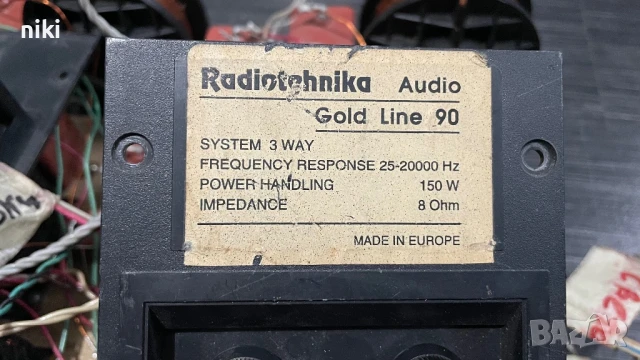 niki
Radiotehnika Audio
Gold Line 90
SYSTEM 3 WAY
FREQUENCY RESPONSE 25-20000 Hz
POWER HANDLING 150 W
IMPEDANCE 8 Ohm
MADE IN EUROPE
BAZAR